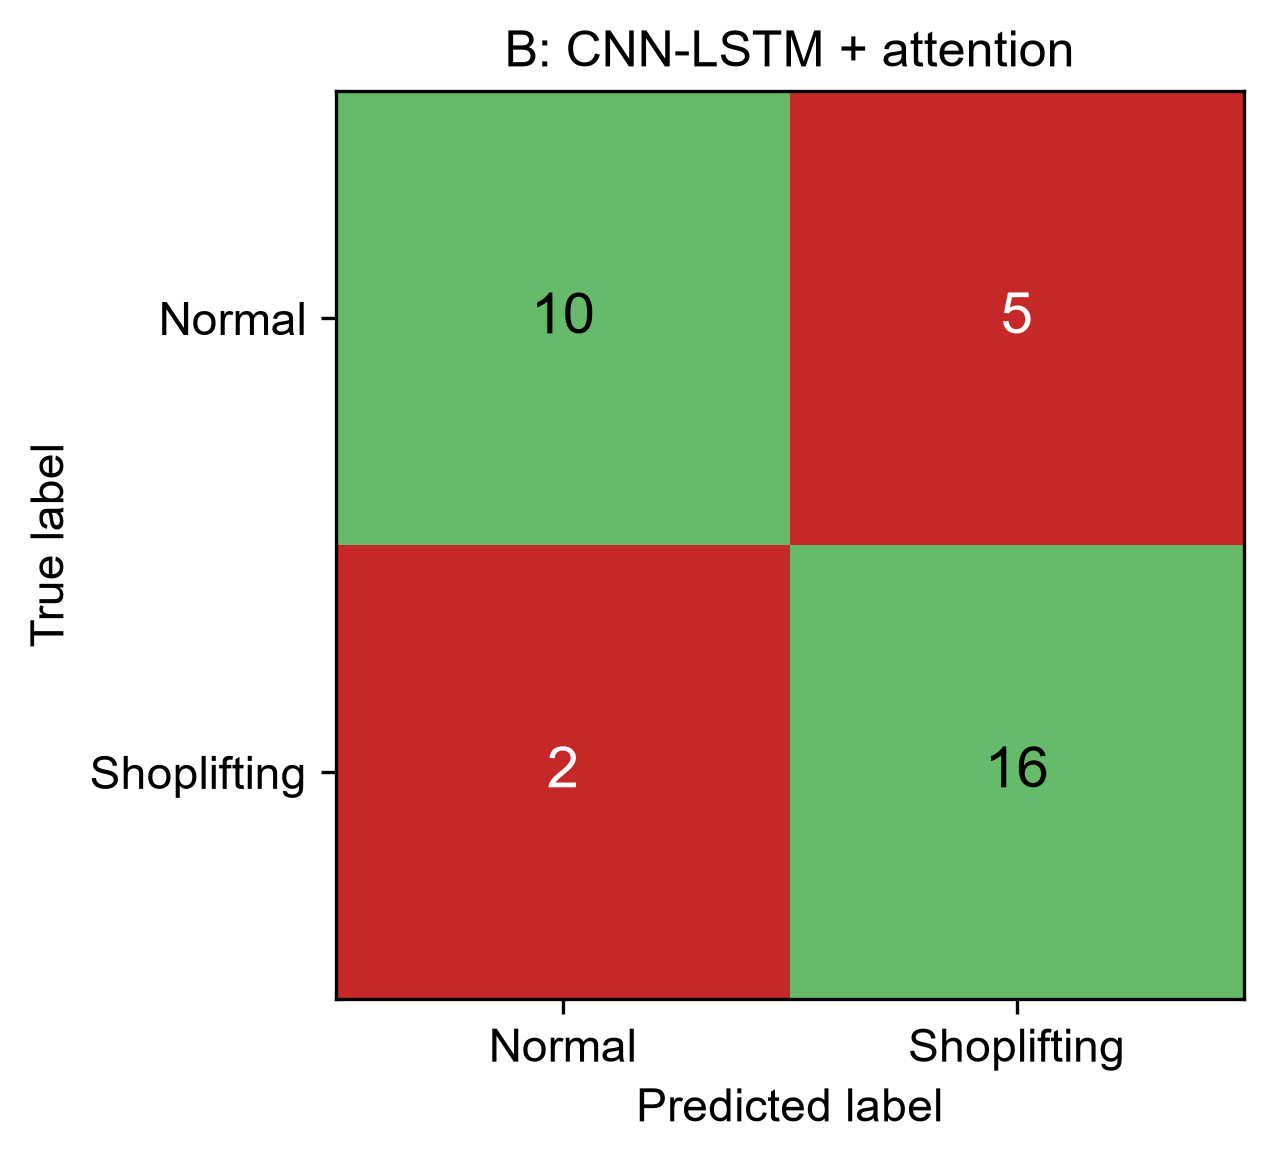 B: CNN-LSTM + attention
True label
Normal
10
5
Shoplifting
2
16
Normal
Shoplifting
Predicted label